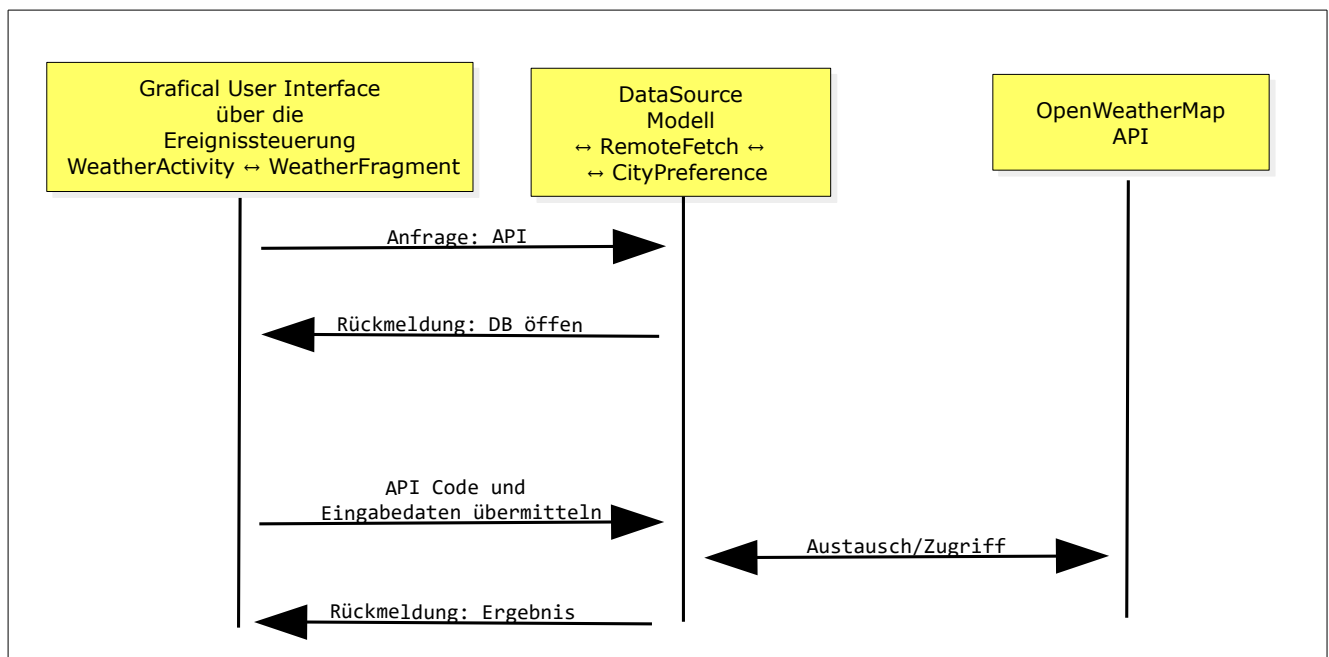 Grafical User Interface
über die
Ereignissteuerung
WeatherActivity ↔ WeatherFragment
DataSource
Modell
↔ RemoteFetch ↔
↔ CityPreference
OpenWeatherMap
API
Anfrage: API
Rückmeldung: DB öffen
API Code und
Eingabedaten übermitteln
Austausch/Zugriff
Rückmeldung: Ergebnis